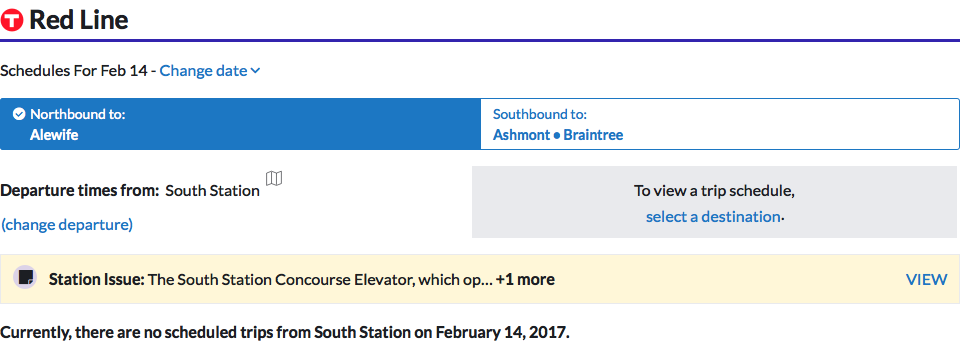 T Red Line
Schedules For Feb 14 - Change date
Northbound to:
Alewife
Southbound to:
Ashmont • Braintree
Departure times from: South Station
(change departure)
To view a trip schedule,
select a destination.
Station Issue: The South Station Concourse Elevator, which op... +1 more
VIEW
Currently, there are no scheduled trips from South Station on February 14, 2017.